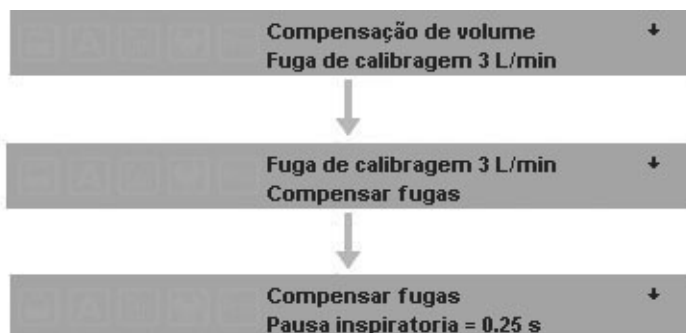 Compensação de volume
Fuga de calibragem 3 L/min
Fuga de calibragem 3 L/min
Compensar fugas
Compensar fugas
Pausa inspiratoria = 0.25 s